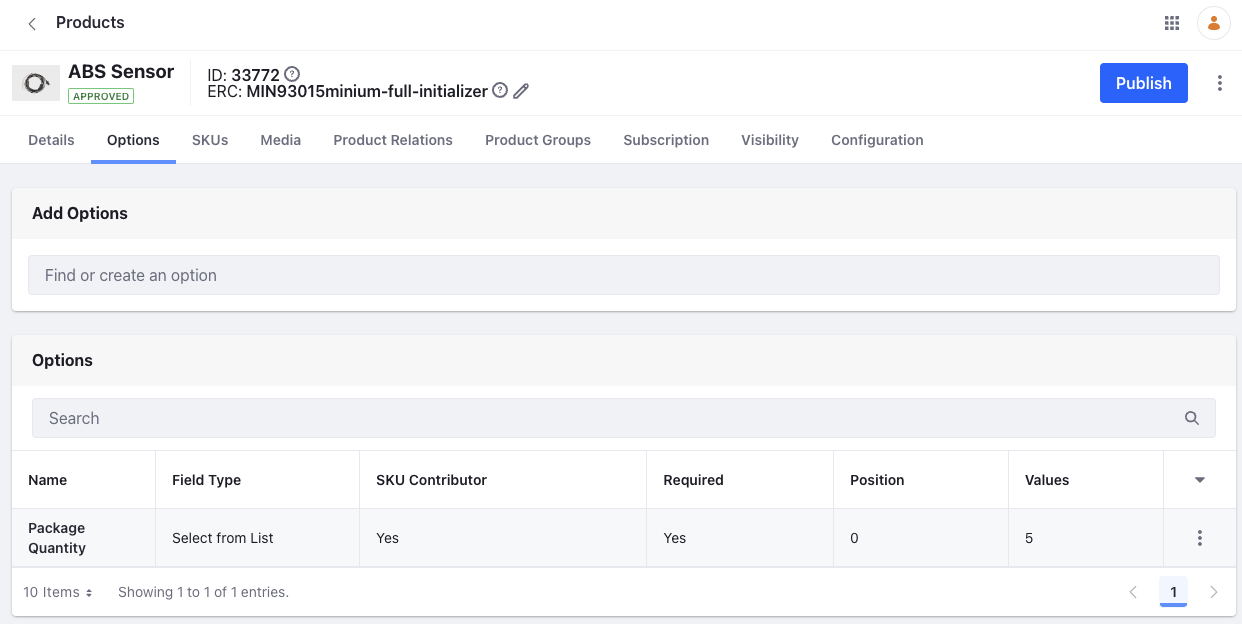 Products
ABS Sensor
APPROVED
ID: 33772
ERC: MIN93015minium-full-initializer
Publish
Details Options SKUs Media Product Relations Product Groups Subscription Visibility Configuration
Add Options
Find or create an option
Options
Search
Name Field Type SKU Contributor Required Position Values
Package
Quantity
Select from List Yes Yes 0 5
10 Items Showing 1 to 1 of 1 entries. 1